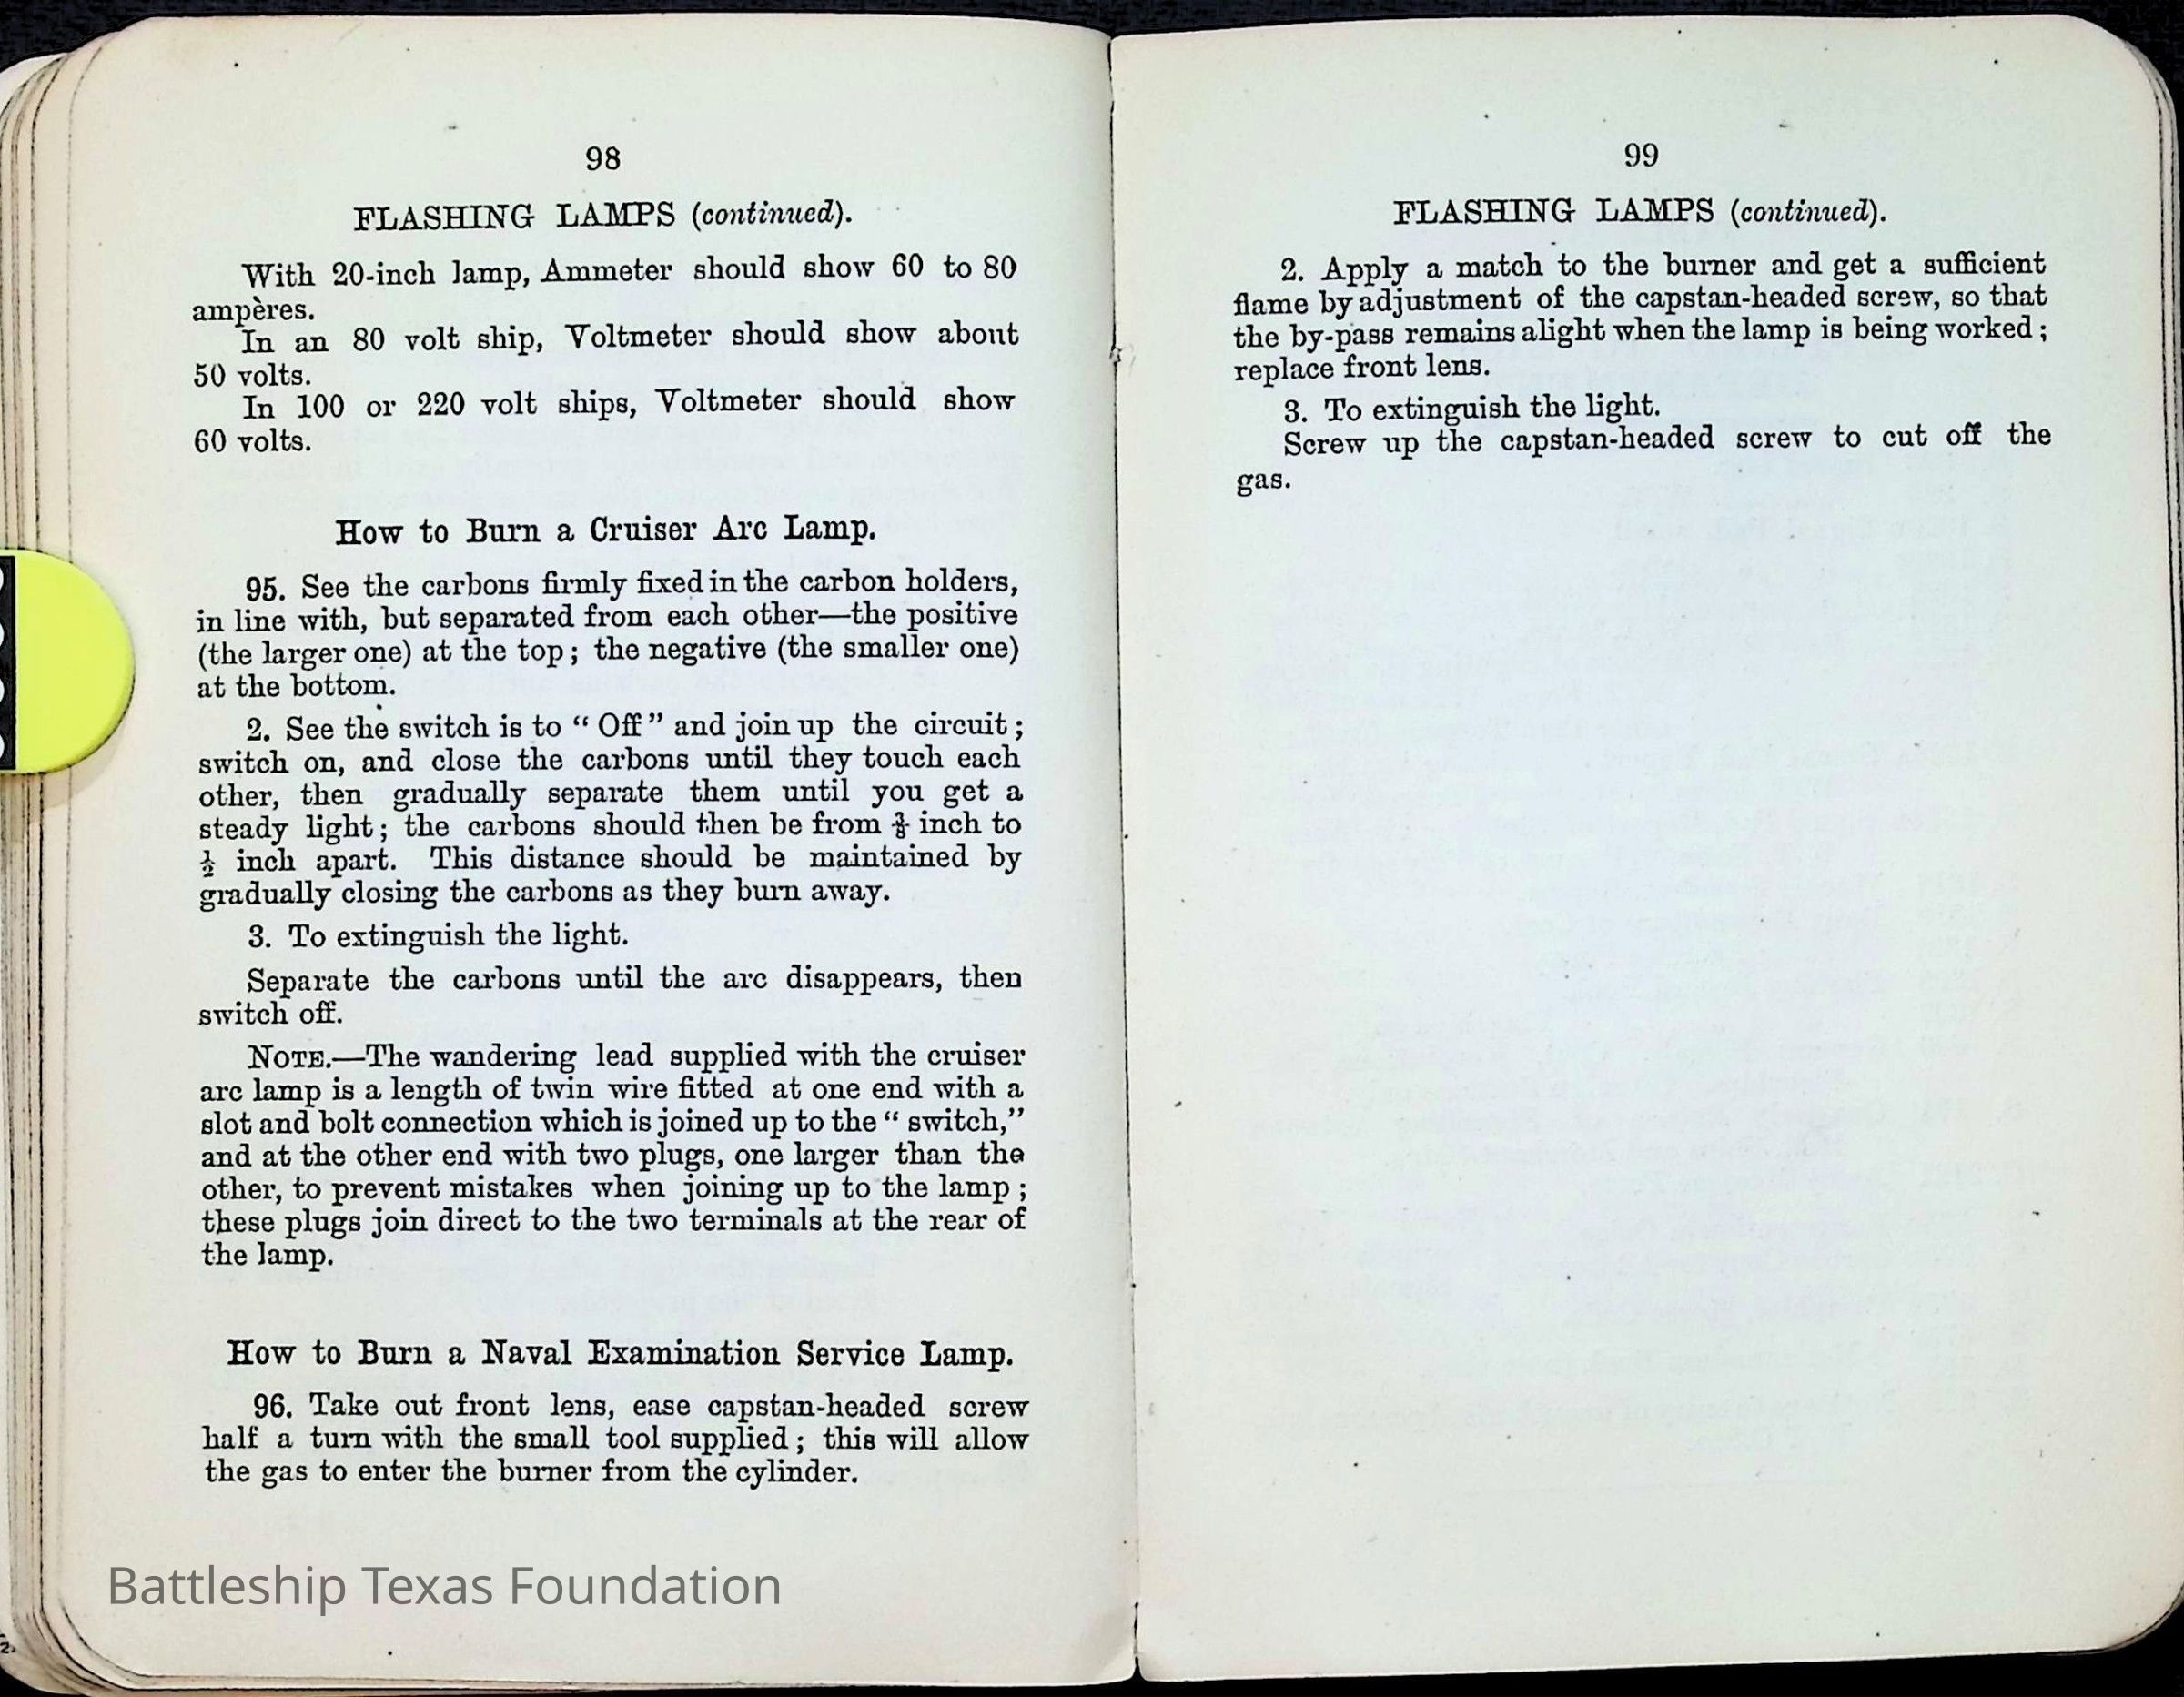 98
FLASHING LAMPS (continued).
With 20-inch lamp, Ammeter should show 60 to 80
ampères.
In an 80 volt ship, Voltmeter should show about
50 volts.
In 100 or 220 volt ships, Voltmeter should show
60 volts.
How to Burn a Cruiser Arc Lamp.
95. See the carbons firmly fixed in the carbon holders,
in line with, but separated from each other—the positive
(the larger one) at the top; the negative (the smaller one)
at the bottom.
2. See the switch is to “ Off ” and join up the circuit;
switch on, and close the carbons until they touch each
other, then gradually separate them until you get a
steady light; the carbons should then be from ⅜ inch to
½ inch apart. This distance should be maintained by
gradually closing the carbons as they burn away.
3. To extinguish the light.
Separate the carbons until the arc disappears, then
switch off.
NOTE.—The wandering lead supplied with the cruiser
arc lamp is a length of twin wire fitted at one end with a
slot and bolt connection which is joined up to the “ switch,”
and at the other end with two plugs, one larger than the
other, to prevent mistakes when joining up to the lamp;
these plugs join direct to the two terminals at the rear of
the lamp.
How to Burn a Naval Examination Service Lamp.
96. Take out front lens, ease capstan-headed screw
half a turn with the small tool supplied; this will allow
the gas to enter the burner from the cylinder.
Battleship Texas Foundation
99
FLASHING LAMPS (continued).
2. Apply a match to the burner and get a sufficient
flame by adjustment of the capstan-headed screw, so that
the by-pass remains alight when the lamp is being worked;
replace front lens.
3. To extinguish the light.
Screw up the capstan-headed screw to cut off the
gas.